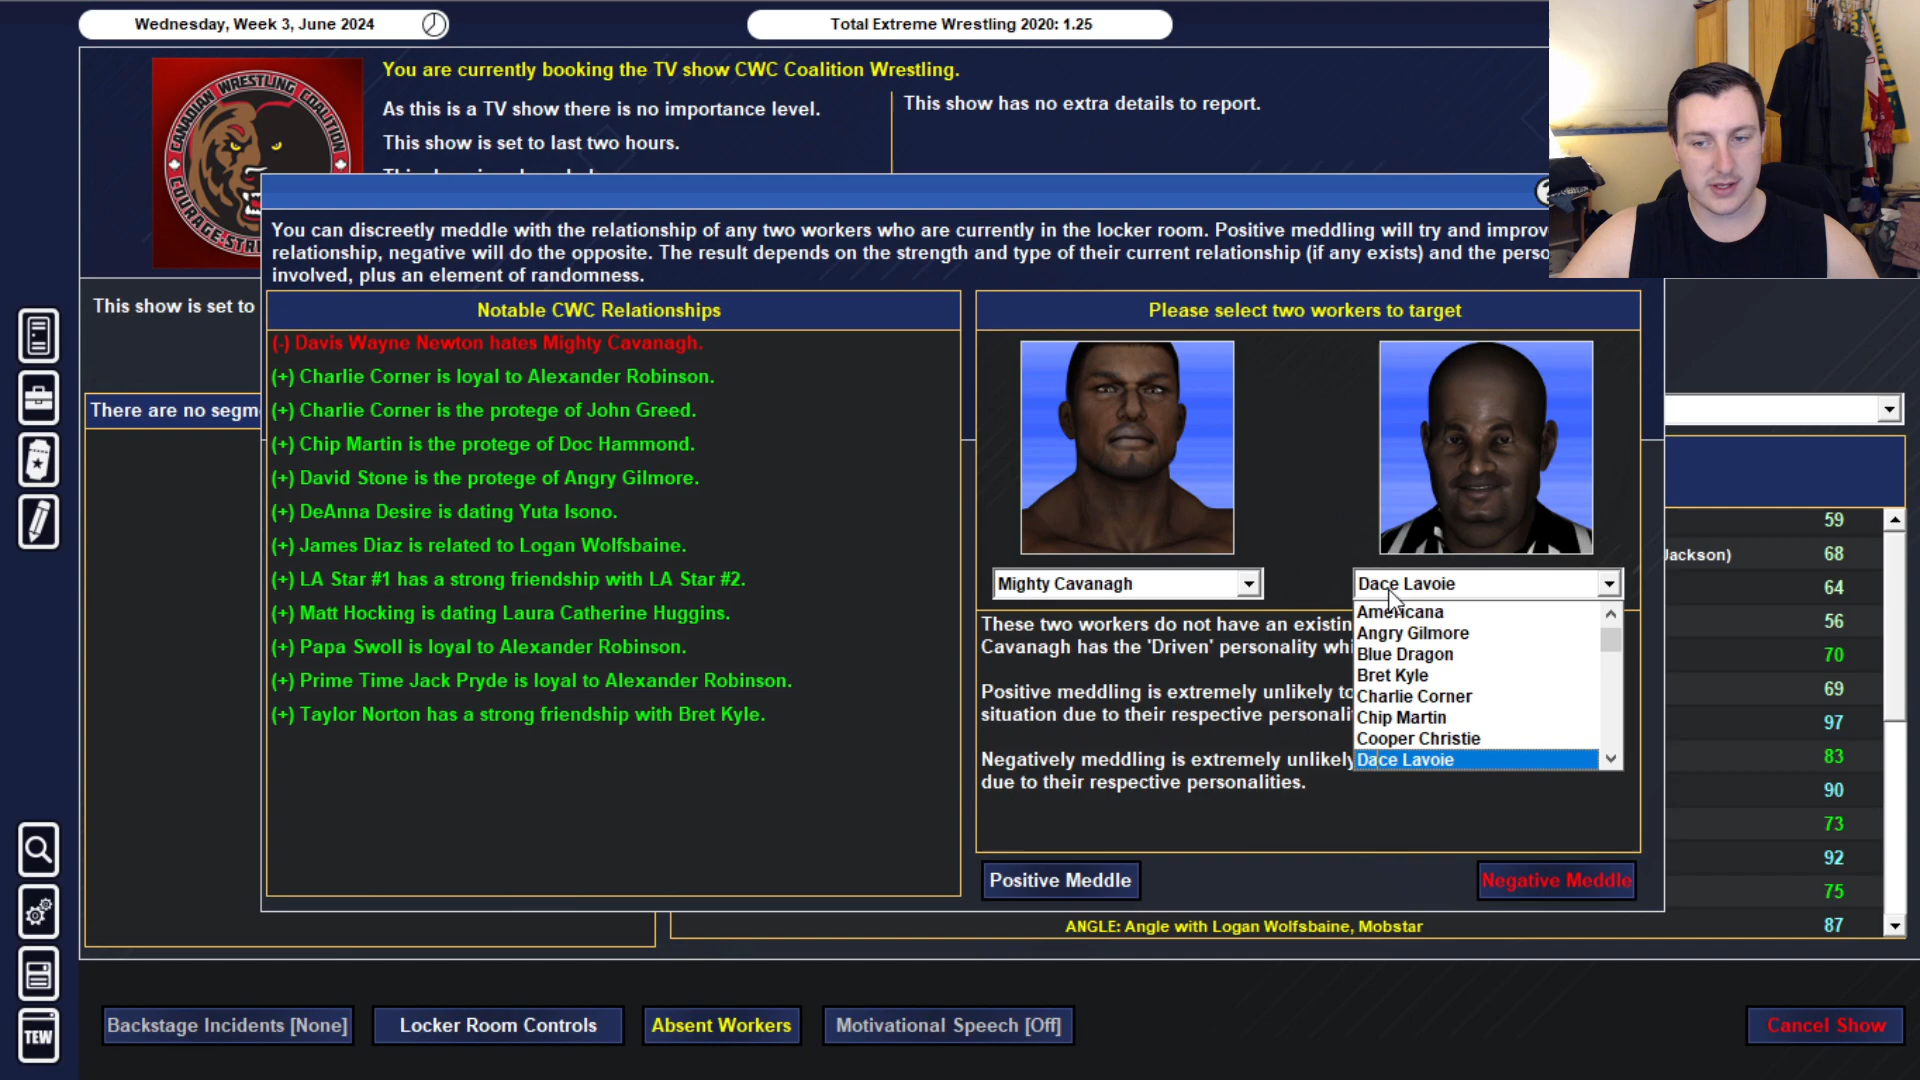 Wednesday, Week 3, June 2024
Total Extreme Wrestling 2020: 1.25
CANADIAN WRESTLING COALITION
You are currently booking the TV show CWC Coalition Wrestling.
As this is a TV show there is no importance level.
This show has no extra details to report.
This show is set to last two hours.
You can discreetly meddle with the relationship of any two workers who are currently in the locker room. Positive meddling will try and
relationship, negative will do the opposite. The result depends on the strength and type of their current relationship (if any exists) and the
involved, plus an element of randomness.
This show is set to
Notable CWC Relationships
Please select two workers to target
(-) Davis Wayne Newton hates Mighty Cavanagh.
(+) Charlie Corner is loyal to Alexander Robinson.
(+) Charlie Corner is the protege of John Greed.
There are no
(+) Chip Martin is the protege of Doc Hammond.
(+) David Stone is the protege of Angry Gilmore.
(+) DeAnna Desire is dating Yuta Isono.
(+) James Diaz is related to Logan Wolfsbaine.
(+) LA Star #1 has a strong friendship with LA Star #2.
(+) Matt Hocking is dating Laura Catherine Huggins.
(+) Papa Swoll is loyal to Alexander Robinson.
(+) Prime Time Jack Pryde is loyal to Alexander Robinson.
(+) Taylor Norton has a strong friendship with Bret Kyle.
Mighty Cavanagh
Dace Lavoie
Americana
Angry Gilmore
Blue Dragon
Bret Kyle
Charlie Corner
Chip Martin
Cooper Christie
Dace Lavoie
These two workers do not have an
Cavanagh has the 'Driven' personality
Positive meddling is extremely unlikely
situation due to their respective
Negatively meddling is extremely unlikely
due to their respective personalities.
Positive Meddle
Negative Meddle
59
Jackson) 68
64
56
70
69
97
83
90
73
92
75
87
ANGLE: Angle with Logan Wolfsbaine, Mobstar
TEW
Backstage Incidents [None]
Locker Room Controls
Absent Workers
Motivational Speech [Off]
Cancel Show